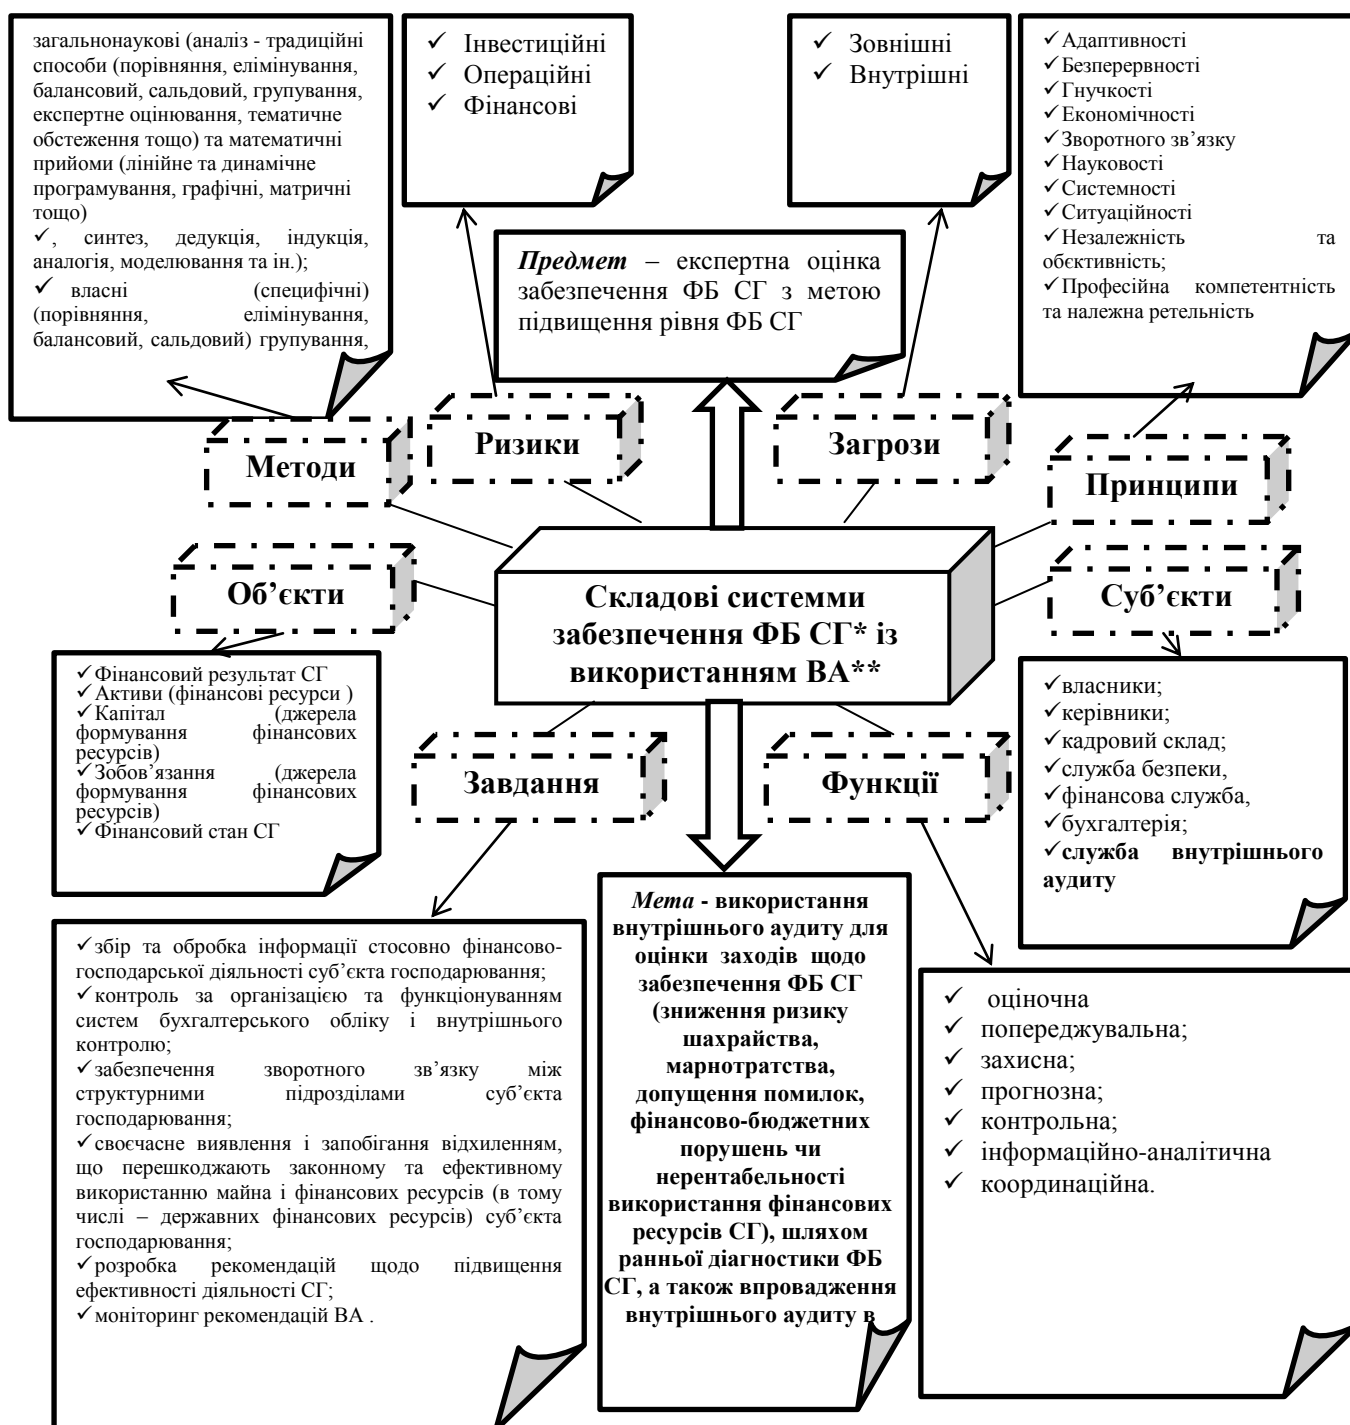 загальнонаукові (аналіз - традиційні
способи (порівняння, елімінування,
балансовий, сальдовий, групування,
експертне оцінювання, тематичне
обстеження тощо) та математичні
прийоми (лінійне та динамічне
програмування, графічні, матричні
тощо)
✓, синтез, дедукція, індукція,
аналогія, моделювання та ін.);
✓ власні (специфічні)
(порівняння, елімінування,
балансовий, сальдовий) групування,
✓ Інвестиційні
✓ Операційні
✓ Фінансові
✓ Зовнішні
✓ Внутрішні
✓Адаптивності
✓Безперервності
✓Гнучкості
✓Економічності
✓Зворотного зв’язку
✓Науковості
✓Системності
✓Ситуаційності
✓Незалежність та
обєктивність;
✓Професійна компетентність
та належна ретельність
Предмет – експертна оцінка
забезпечення ФБ СГ з метою
підвищення рівня ФБ СГ
Методи
Ризики
Загрози
Принципи
Об’єкти
Складові системми
забезпечення ФБ СГ* із
використанням ВА**
Суб’єкти
✓Фінансовий результат СГ
✓Активи (фінансові ресурси )
✓Капітал (джерела
формування фінансових
ресурсів)
✓Зобов’язання (джерела
формування фінансових
ресурсів)
✓Фінансовий стан СГ
Завдання
Функції
✓власники;
✓керівники;
✓кадровий склад;
✓служба безпеки,
✓фінансова служба,
✓бухгалтерія;
✓служба внутрішнього
аудиту
✓збір та обробка інформації стосовно фінансово-
господарської діяльності суб’єкта господарювання;
✓контроль за організацією та функціонуванням
систем бухгалтерського обліку і внутрішнього
контролю;
✓забезпечення зворотного зв’язку між
структурними підрозділами суб’єкта
господарювання;
✓своєчасне виявлення і запобігання відхиленням,
що перешкоджають законному та ефективному
використанню майна і фінансових ресурсів (в тому
числі – державних фінансових ресурсів) суб’єкта
господарювання;
✓розробка рекомендацій щодо підвищення
ефективності діяльності СГ;
✓моніторинг рекомендацій ВА .
Мета - використання
внутрішнього аудиту для
оцінки заходів щодо
забезпечення ФБ СГ
(зниження ризику
шахрайства,
марнотратства,
допущення помилок,
фінансово-бюджетних
порушень чи
нерентабельності
використання фінансових
ресурсів СГ), шляхом
ранньої діагностики ФБ
СГ, а також впровадження
внутрішнього аудиту в
✓ оціночна
✓ попереджувальна;
✓ захисна;
✓ прогнозна;
✓ контрольна;
✓ інформаційно-аналітична
✓ координаційна.